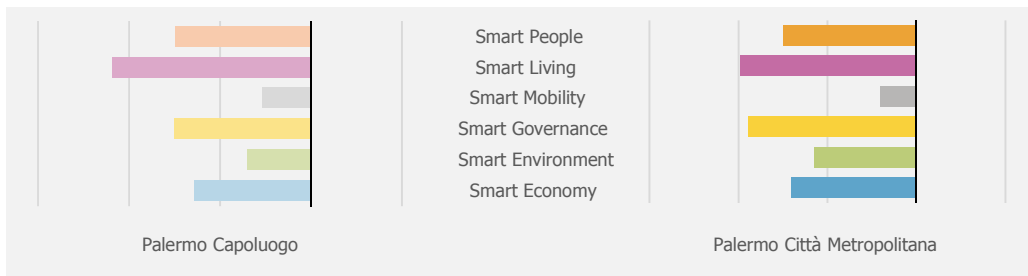 Smart People
Smart Living
Smart Mobility
Smart Governance
Smart Environment
Smart Economy
Palermo Capoluogo
Palermo Città Metropolitana